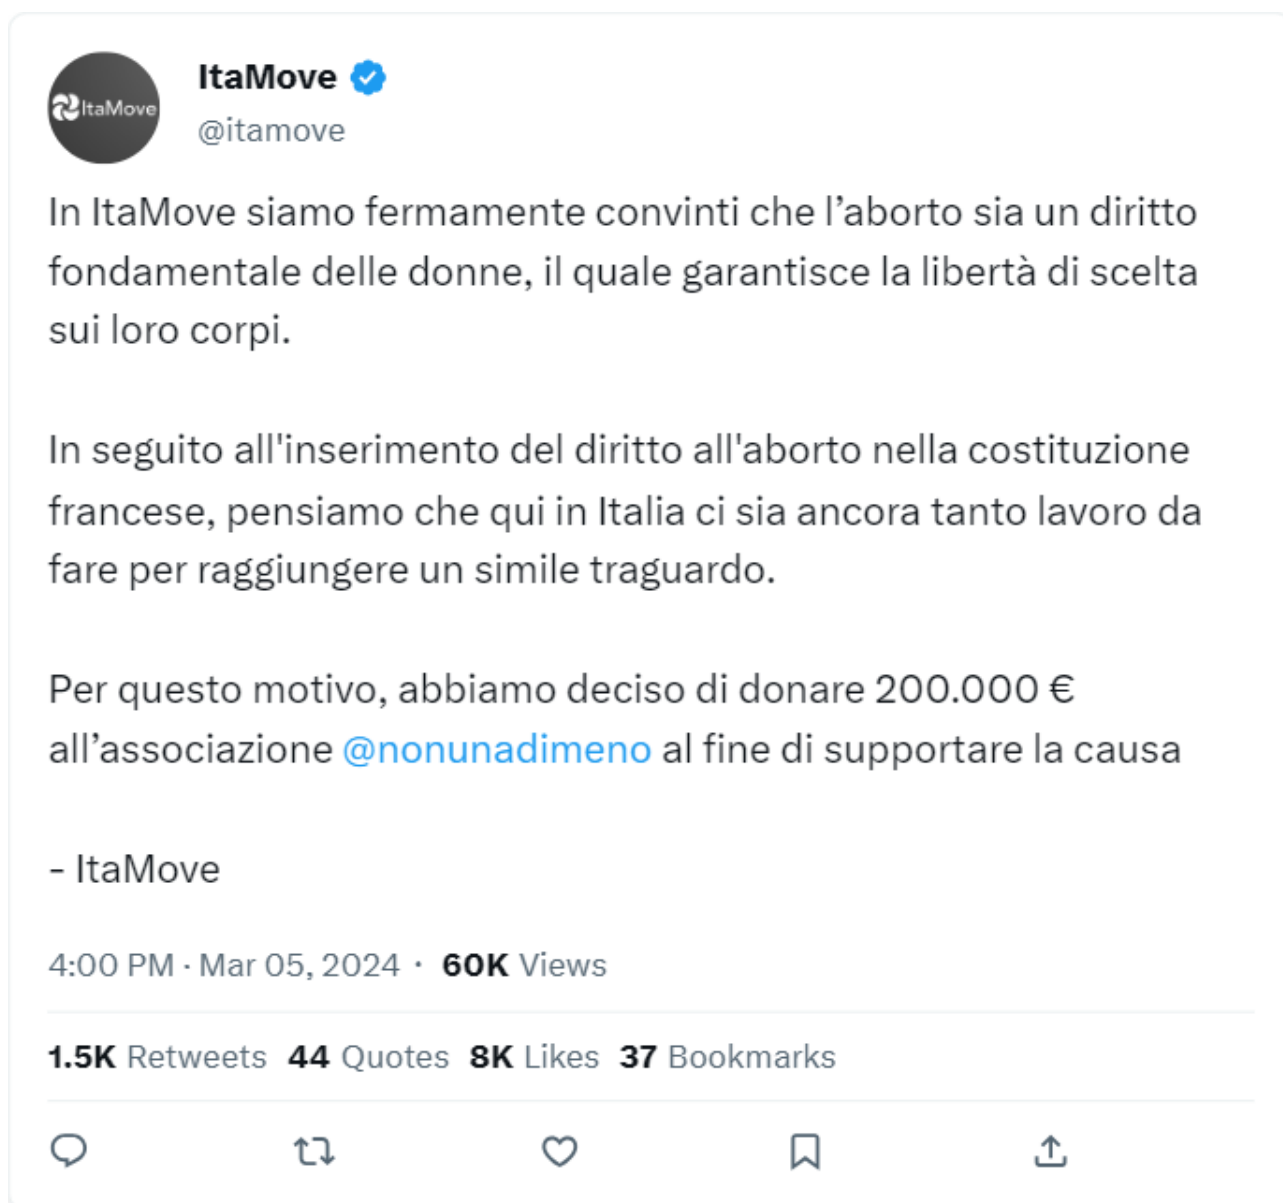 ItaMove
ItaMove
@itamove
In ItaMove siamo fermamente convinti che l’aborto sia un diritto
fondamentale delle donne, il quale garantisce la libertà di scelta
sui loro corpi.
In seguito all'inserimento del diritto all'aborto nella costituzione
francese, pensiamo che qui in Italia ci sia ancora tanto lavoro da
fare per raggiungere un simile traguardo.
Per questo motivo, abbiamo deciso di donare 200.000 €
all’associazione @nonunadimeno al fine di supportare la causa
- ItaMove
4:00 PM · Mar 05, 2024 · 60K Views
1.5K Retweets 44 Quotes 8K Likes 37 Bookmarks